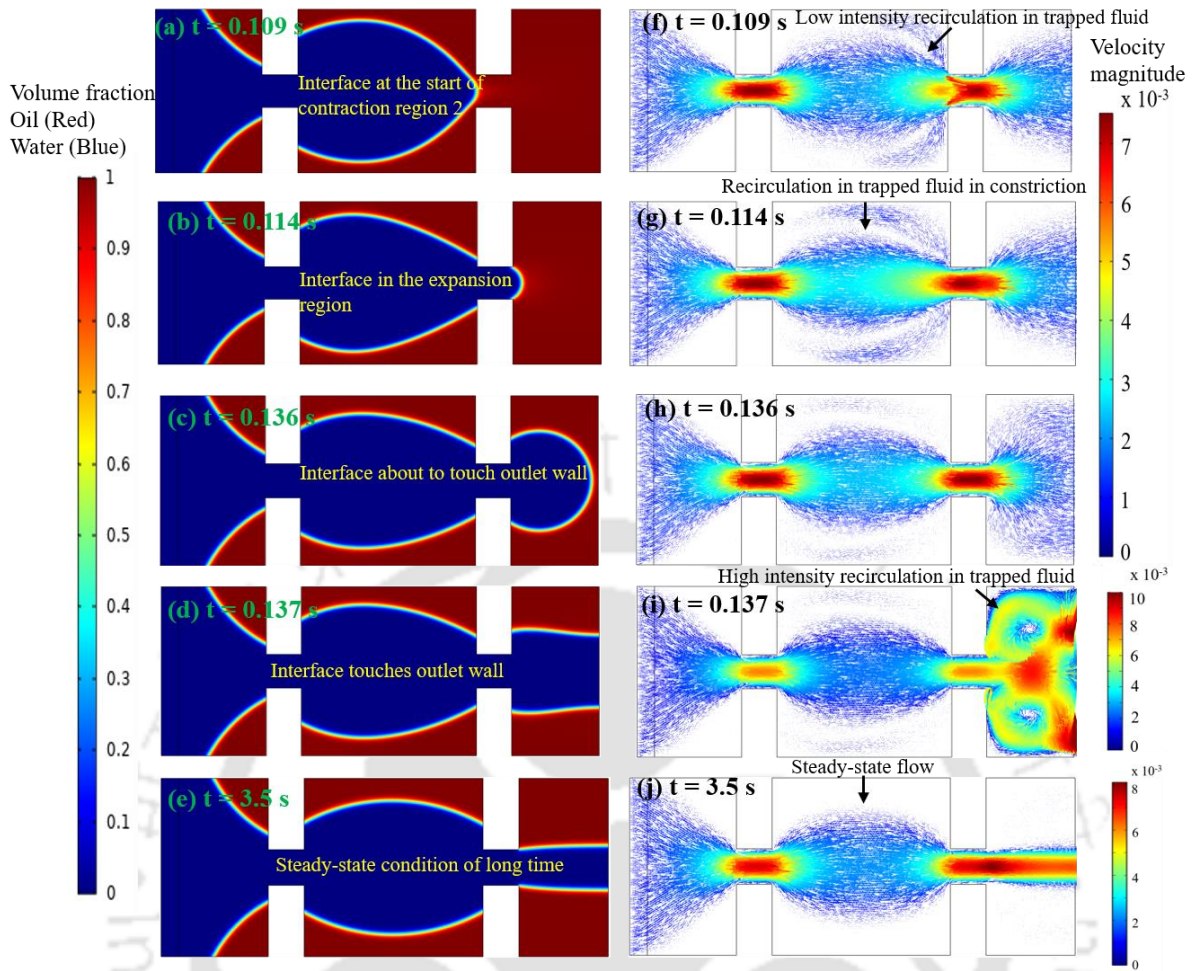 Volume fraction
Oil (Red)
Water (Blue)
1
0.9
0.8
0.7
0.6
0.5
0.4
0.3
0.2
0.1
0
(a) t = 0.109 s
Interface at the start of
contraction region 2
(b) t = 0.114 s
Interface in the expansion
region
(c) t = 0.136 s
Interface about to touch outlet wall
(d) t = 0.137 s
Interface touches outlet wall
(e) t = 3.5 s
Steady-state condition of long time
Low intensity recirculation in trapped fluid
(f) t = 0.109 s
Recirculation in trapped fluid in constriction
(g) t = 0.114 s
(h) t = 0.136 s
High intensity recirculation in trapped fluid
(i) t = 0.137 s
Steady-state flow
(j) t = 3.5 s
Velocity
magnitude
x 10⁻³
7
6
5
4
3
2
1
0
x 10⁻³
10
8
6
4
2
0
x 10⁻³
8
6
4
2
0